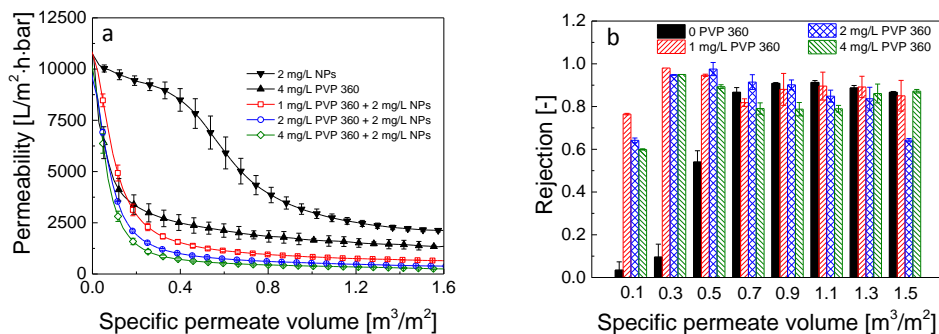 a
Permeability [L/m²·h·bar]
15000
12500
10000
7500
5000
2500
0
2 mg/L NPs
4 mg/L PVP 360
1 mg/L PVP 360 + 2 mg/L NPs
2 mg/L PVP 360 + 2 mg/L NPs
4 mg/L PVP 360 + 2 mg/L NPs
0.0 0.4 0.8 1.2 1.6
Specific permeate volume [m³/m²]
b
Rejection [-]
1.2
1.0
0.8
0.6
0.4
0.2
0.0
0 PVP 360 2 mg/L PVP 360
1 mg/L PVP 360 4 mg/L PVP 360
0.1 0.3 0.5 0.7 0.9 1.1 1.3 1.5
Specific permeate volume [m³/m²]